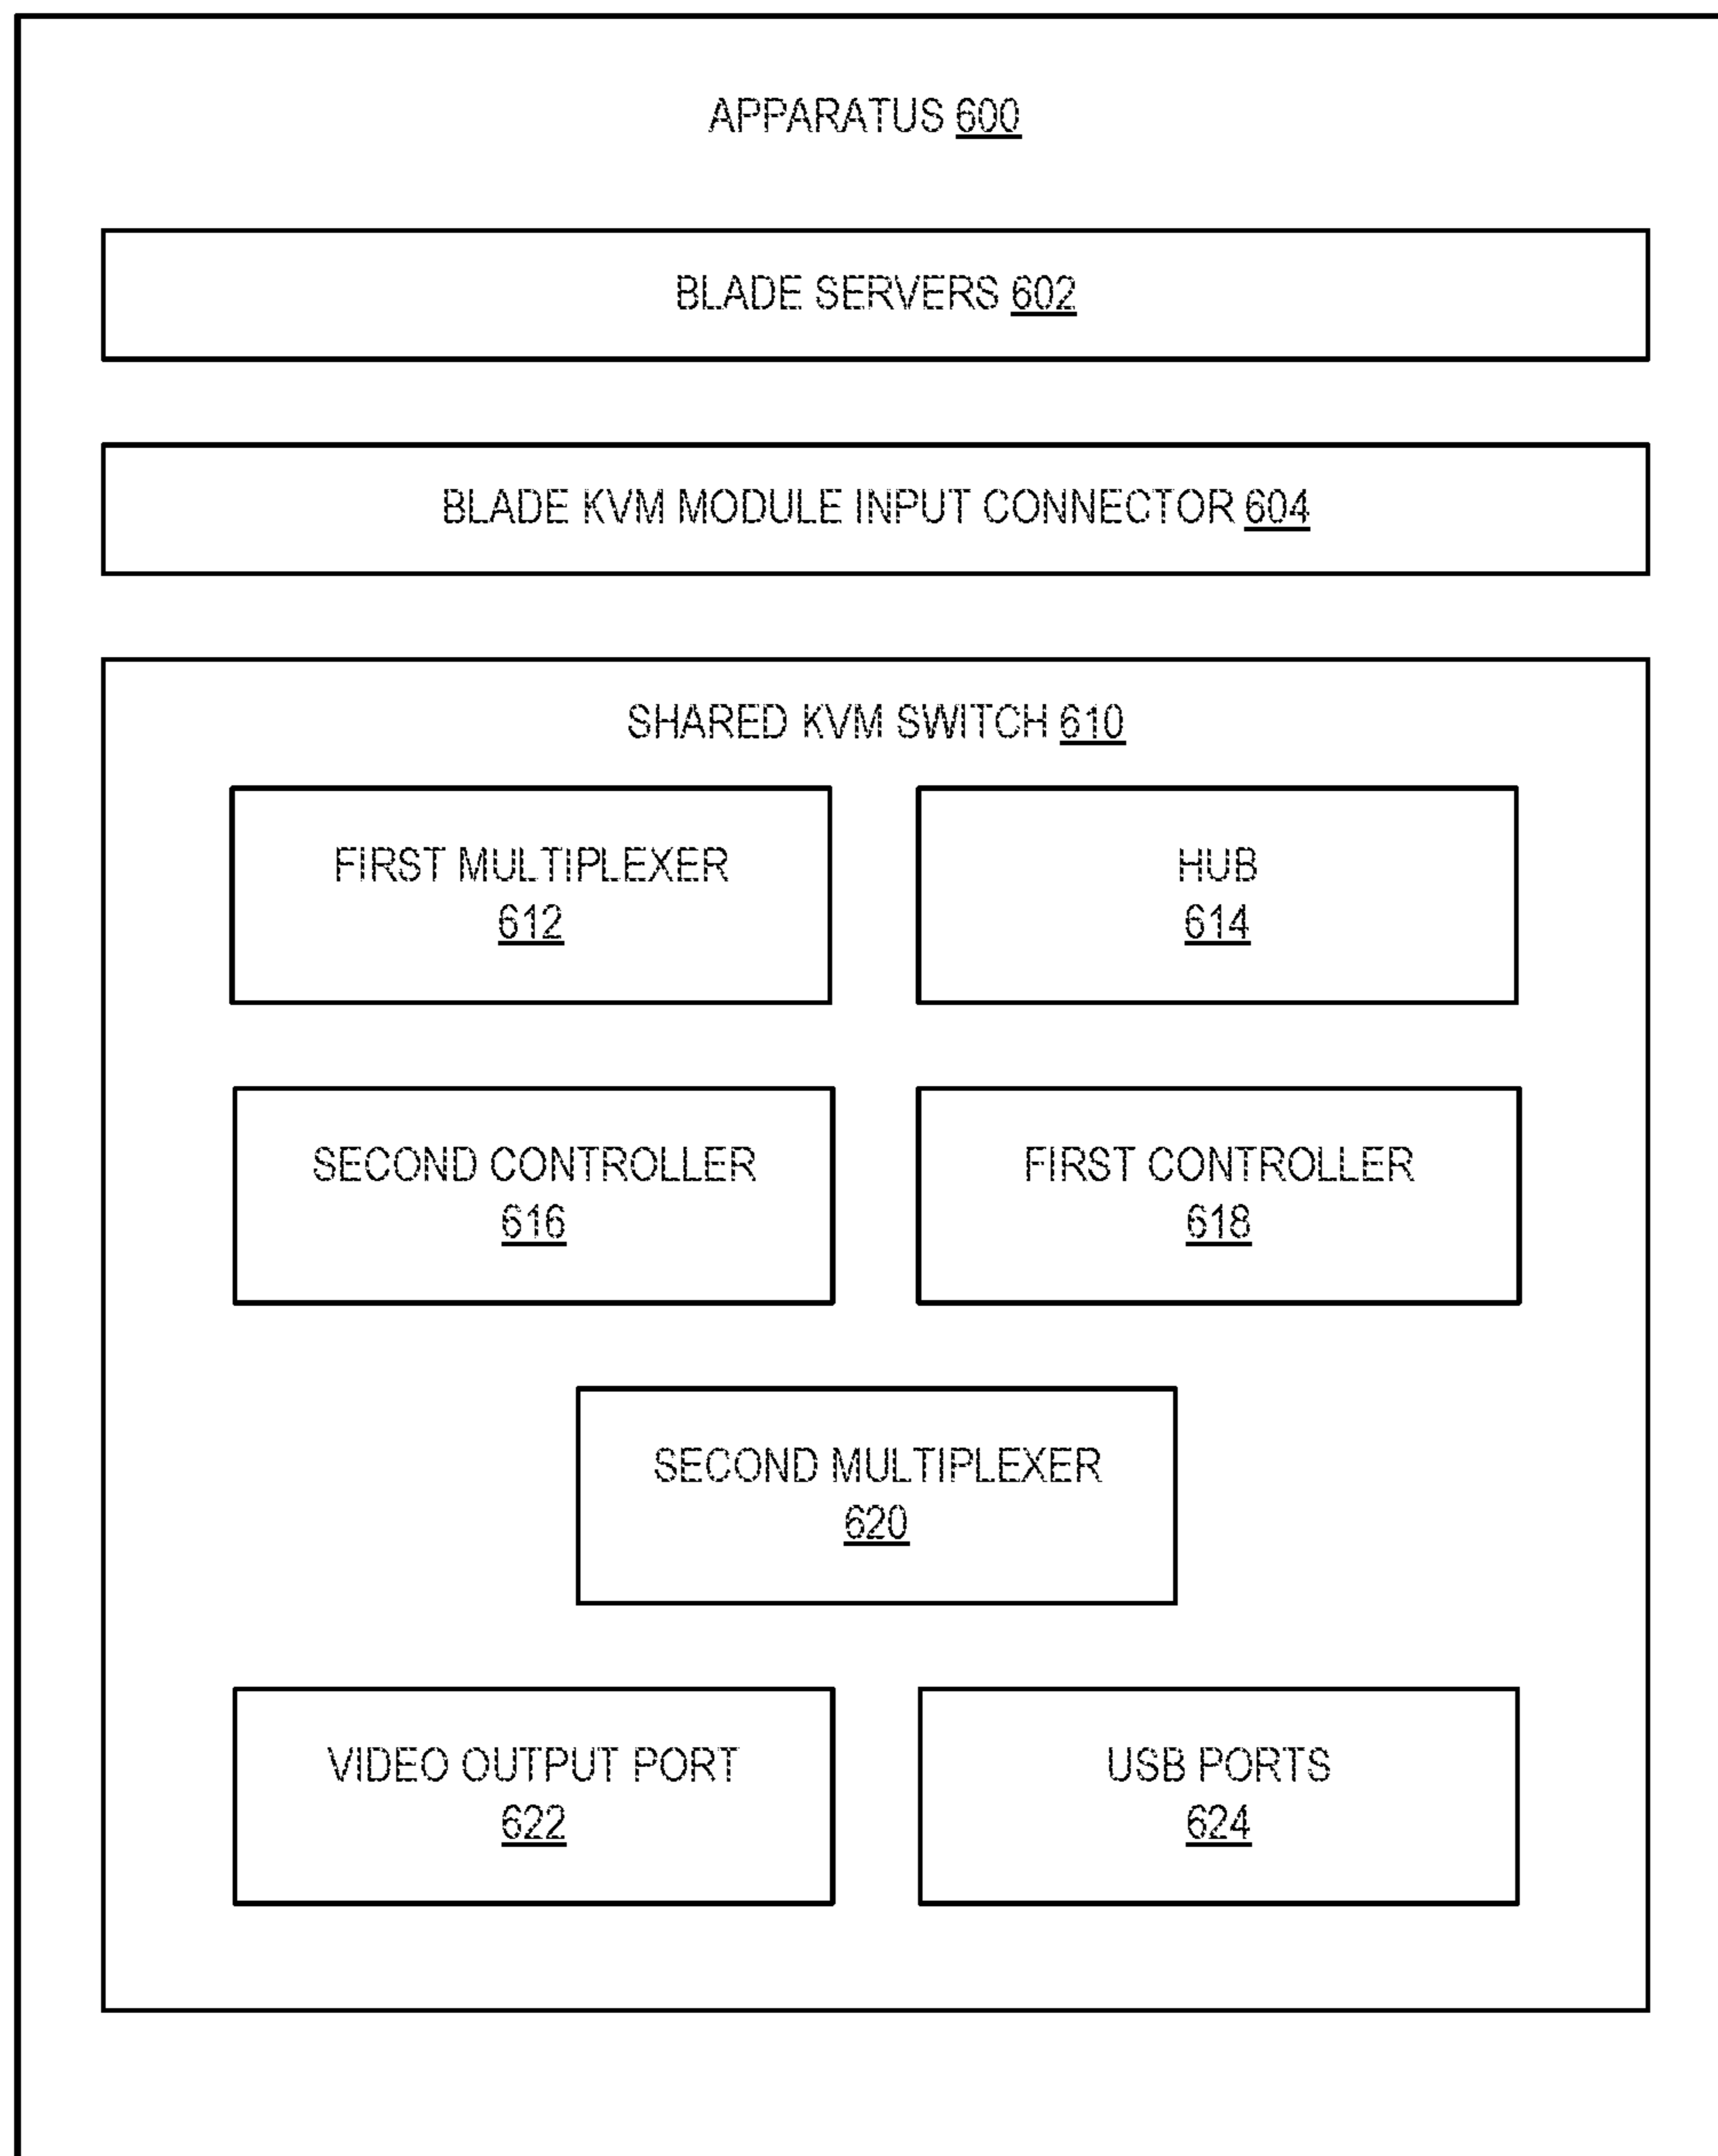 APPARATUS 600
BLADE SERVERS 602
BLADE KVM MODULE INPUT CONNECTOR 604
SHARED KVM SWITCH 610
FIRST MULTIPLEXER
612
HUB
614
SECOND CONTROLLER
616
FIRST CONTROLLER
618
SECOND MULTIPLEXER
620
VIDEO OUTPUT PORT
622
USB PORTS
624